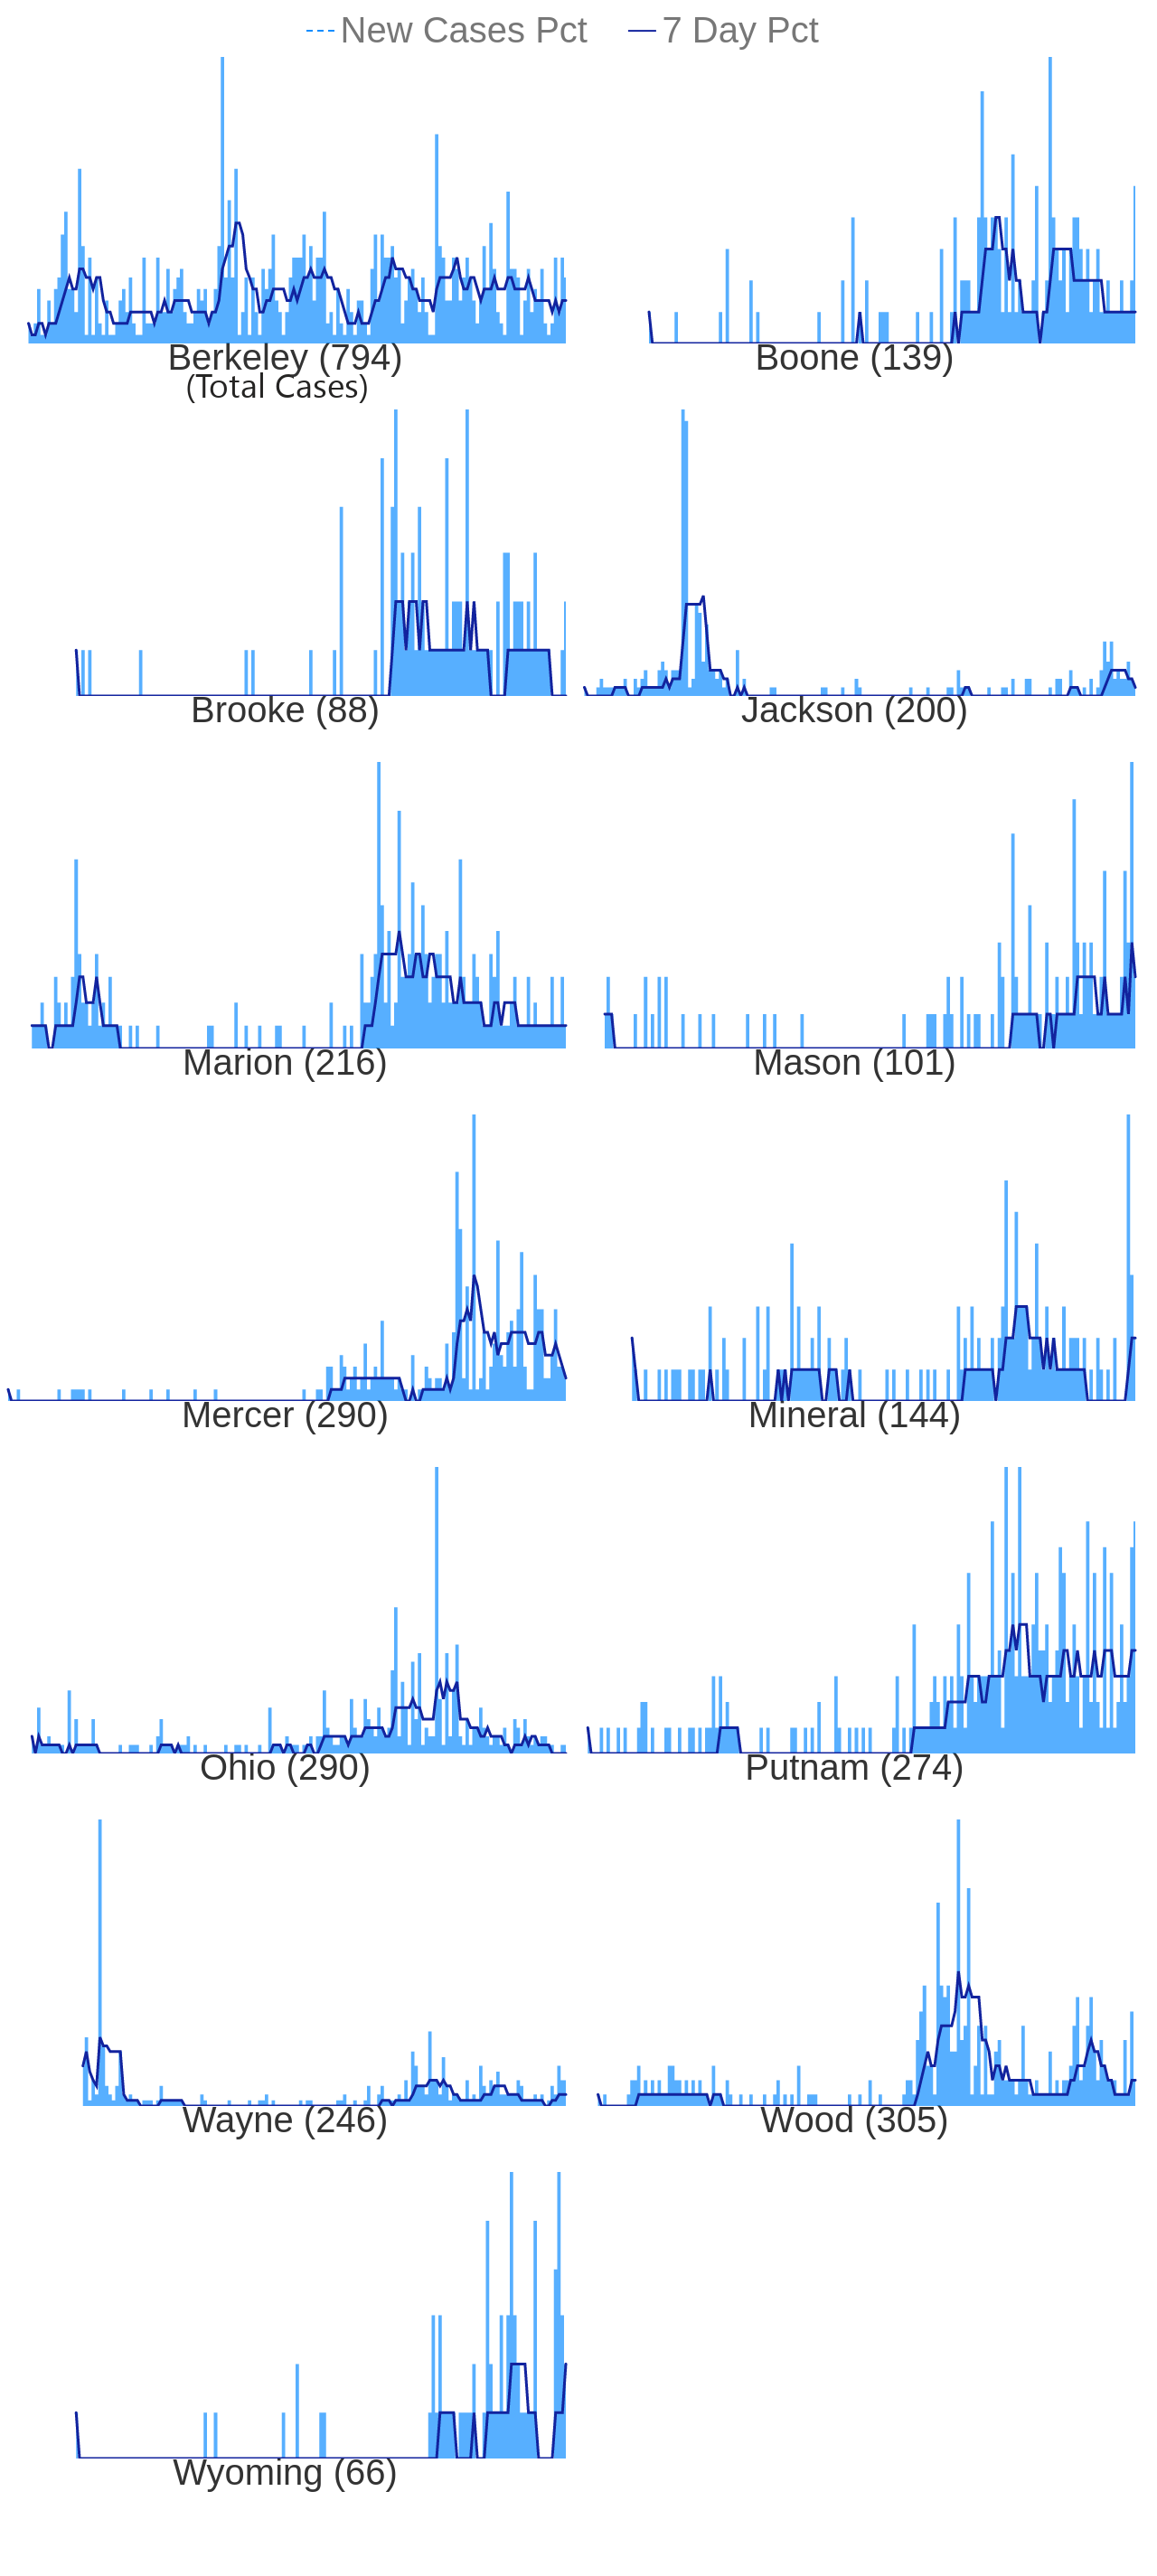 New Cases Pct 7 Day Pct
Berkeley (794) Boone (139)
(Total Cases)
Brooke (88) Jackson (200)
Marion (216) Mason (101)
Mercer (290) Mineral (144)
Ohio (290) Putnam (274)
Wayne (246) Wood (305)
Wyoming (66)